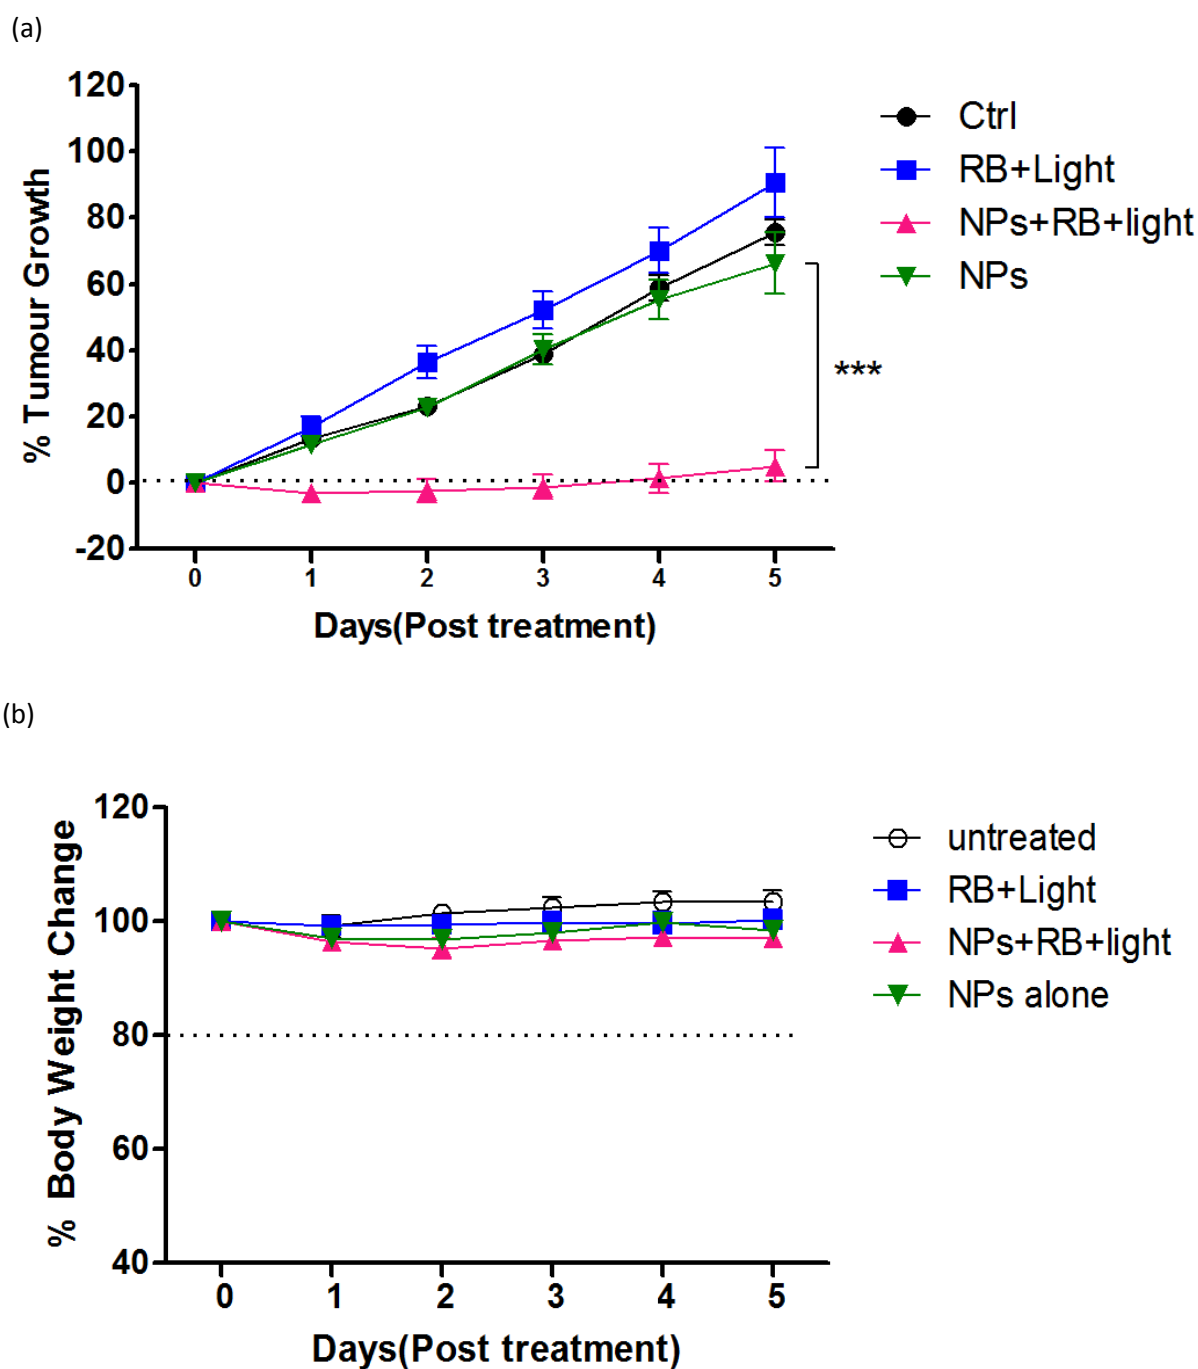 (a)
120
100
80
60
40
20
0
-20
% Tumour Growth
0 1 2 3 4 5
Days(Post treatment)
Ctrl
RB+Light
NPs+RB+light
NPs
***
(b)
120
100
80
60
40
% Body Weight Change
0 1 2 3 4 5
Days(Post treatment)
untreated
RB+Light
NPs+RB+light
NPs alone